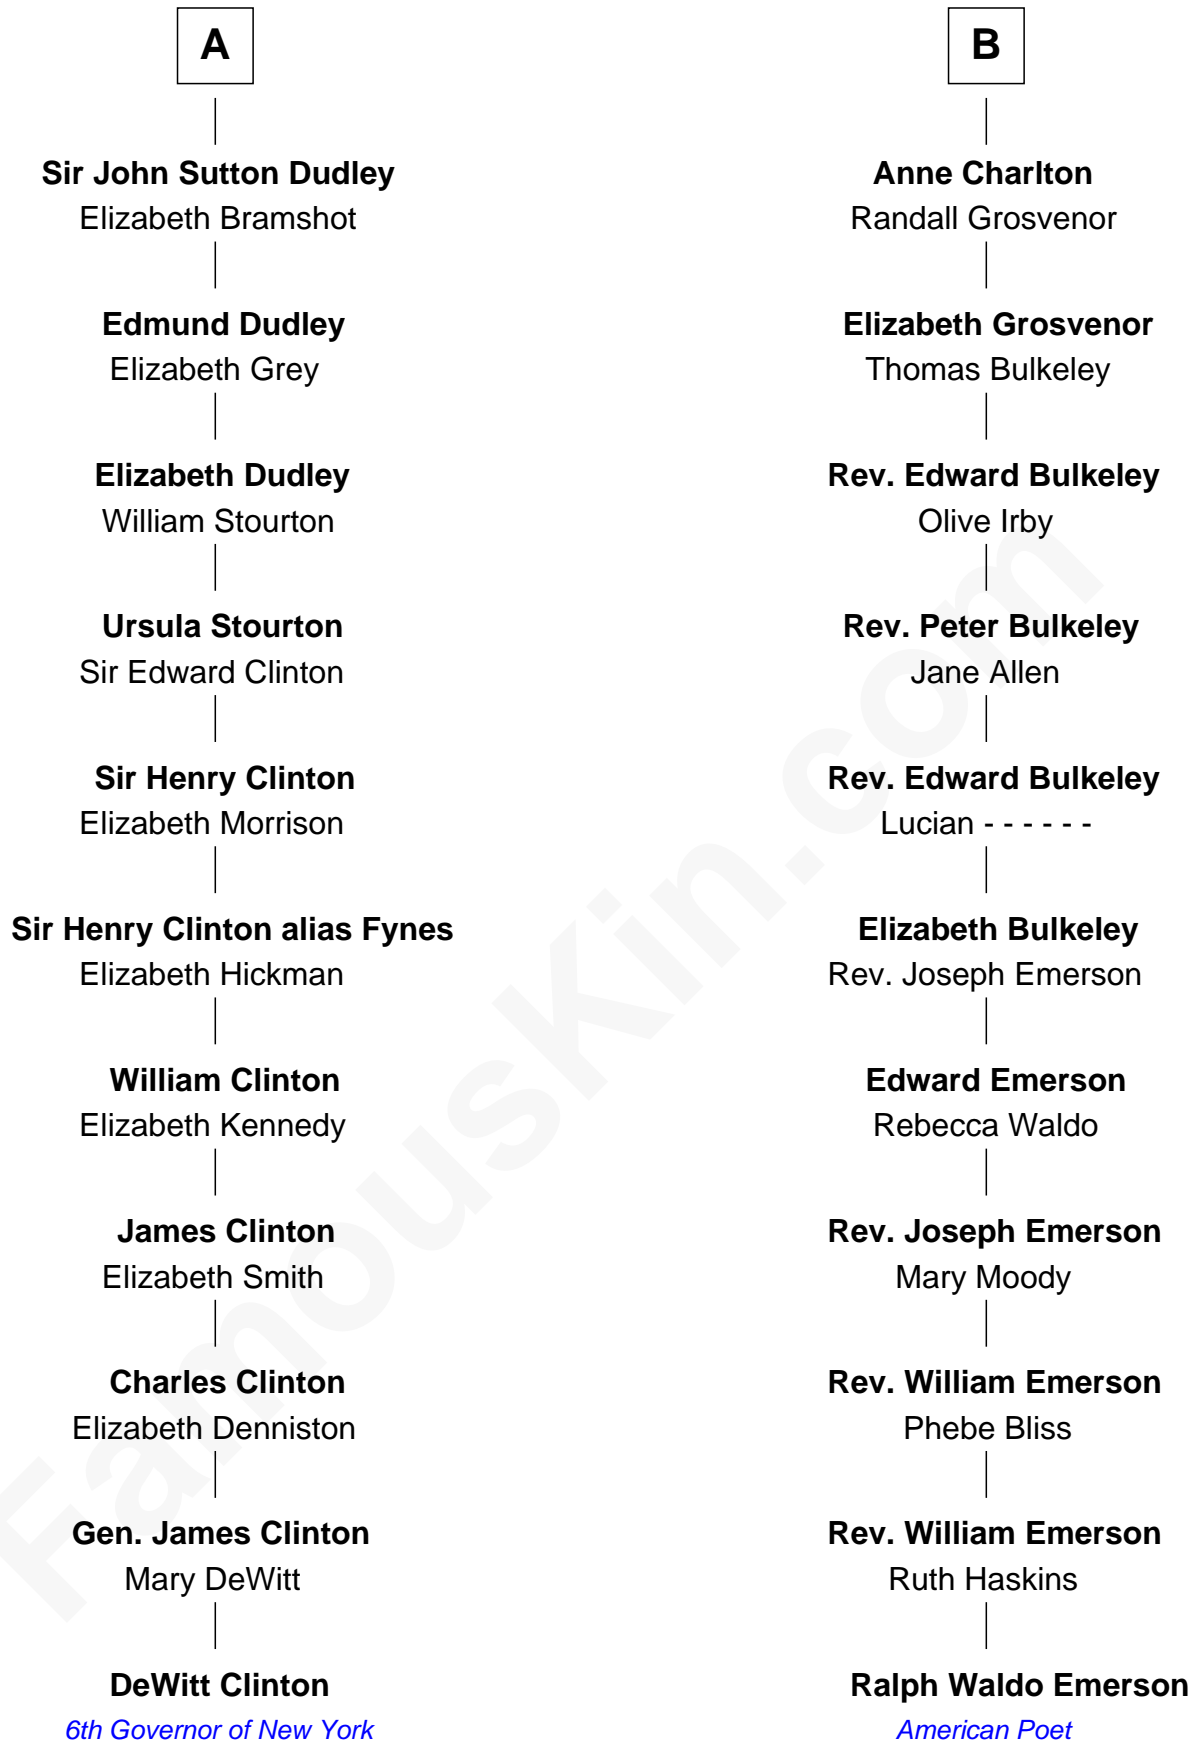 A
Sir John Sutton Dudley
Elizabeth Bramshot
Edmund Dudley
Elizabeth Grey
Elizabeth Dudley
William Stourton
Ursula Stourton
Sir Edward Clinton
Sir Henry Clinton
Elizabeth Morrison
Sir Henry Clinton alias Fynes
Elizabeth Hickman
William Clinton
Elizabeth Kennedy
James Clinton
Elizabeth Smith
Charles Clinton
Elizabeth Denniston
Gen. James Clinton
Mary DeWitt
DeWitt Clinton
6th Governor of New York
B
Anne Charlton
Randall Grosvenor
Elizabeth Grosvenor
Thomas Bulkeley
Rev. Edward Bulkeley
Olive Irby
Rev. Peter Bulkeley
Jane Allen
Rev. Edward Bulkeley
Lucian - - - - - -
Elizabeth Bulkeley
Rev. Joseph Emerson
Edward Emerson
Rebecca Waldo
Rev. Joseph Emerson
Mary Moody
Rev. William Emerson
Phebe Bliss
Rev. William Emerson
Ruth Haskins
Ralph Waldo Emerson
American Poet
FamousKin.com